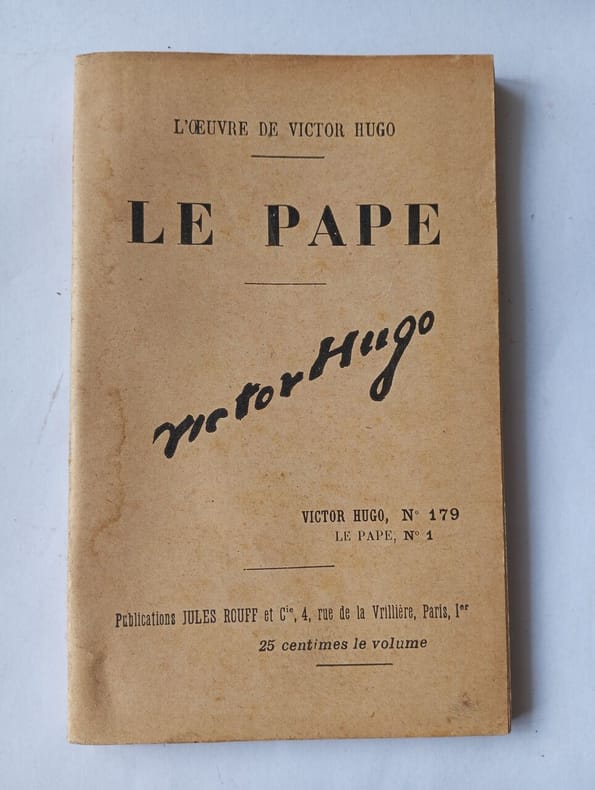 L'ŒUVRE DE VICTOR HUGO
LE PAPE
Victor Hugo
VICTOR HUGO, N° 179
LE PAPE, N° 1
Publications JULES ROUFF et Cie, 4, rue de la Vrillière, Paris, 1er
25 centimes le volume